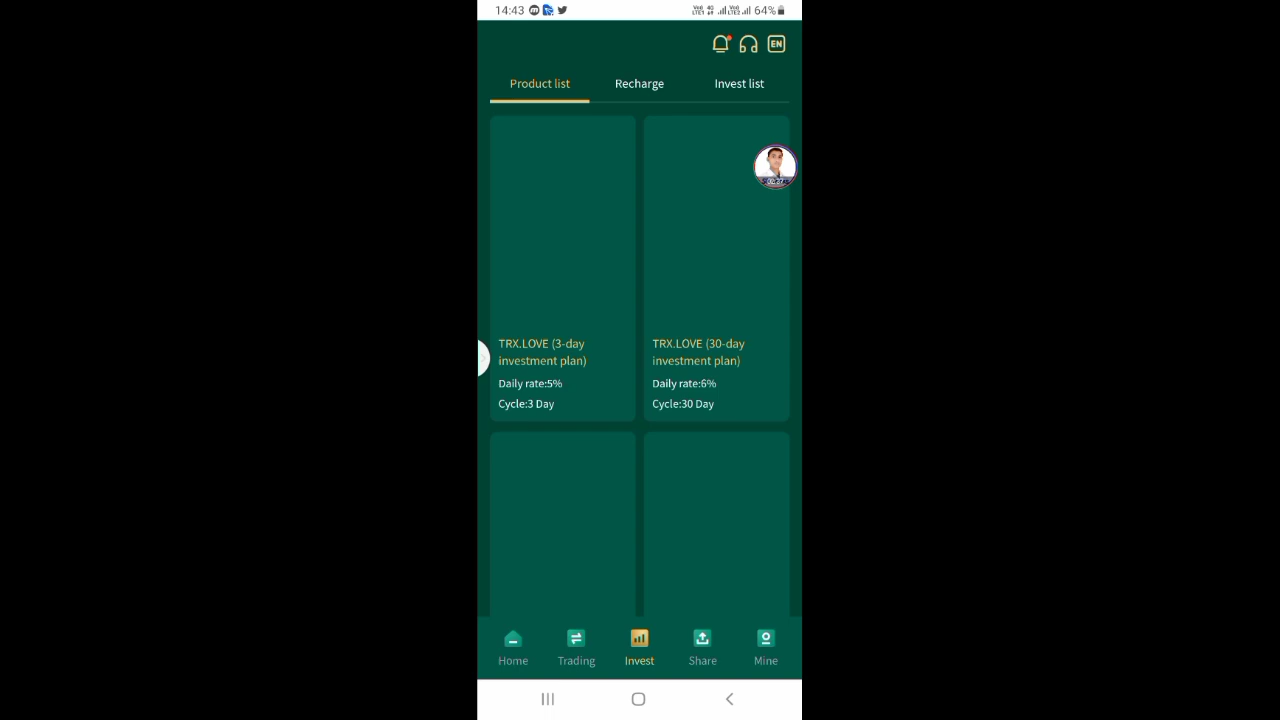 14:43
64%
EN
Product list
Recharge
Invest list
TRX.LOVE (3-day
investment plan)
Daily rate:5%
Cycle:3 Day
TRX.LOVE (30-day
investment plan)
Daily rate:6%
Cycle:30 Day
Home
Trading
Invest
Share
Mine